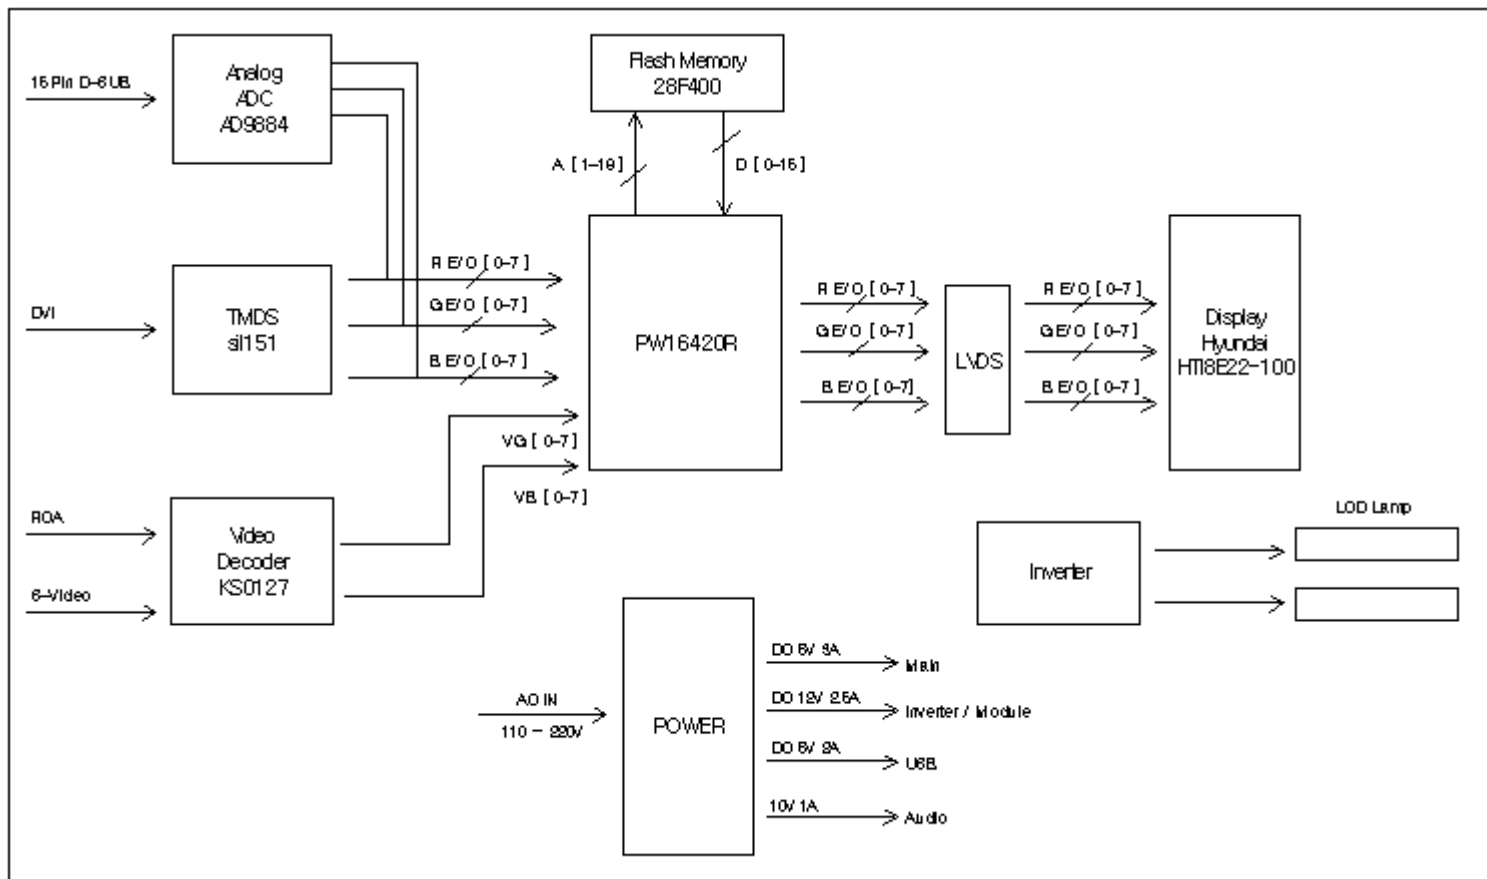 15 Pin D-SUB
Analog
ADC
AD9884
Flash Memory
28F400
A [1-19]
D [0-15]
DVI
TMDS
sil151
R E/O [0-7]
G E/O [0-7]
B E/O [0-7]
PW16420R
R E/O [0-7]
G E/O [0-7]
B E/O [0-7]
LVDS
R E/O [0-7]
G E/O [0-7]
B E/O [0-7]
Display
Hyundai
HT18E22-100
VG [0-7]
VB [0-7]
RCA
S-Video
Video
Decoder
KS0127
Inverter
LCD Lamp
AC IN
110 - 220V
POWER
DC 5V 3A
Main
DC 12V 2.5A
Inverter / Module
DC 5V 2A
USB
10V 1A
Audio